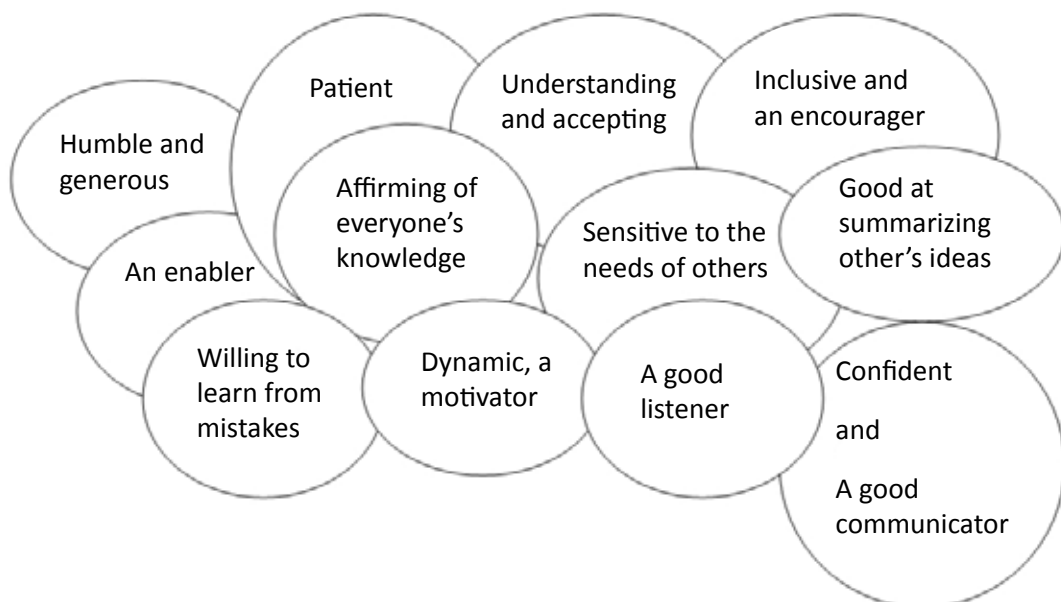 Patient
Understanding
and accepting
Inclusive and
an encourager
Humble and
generous
Affirming of
everyone’s
knowledge
Good at
summarizing
other’s ideas
Sensitive to the
needs of others
An enabler
Willing to
learn from
mistakes
Dynamic, a
motivator
A good
listener
Confident
and
A good
communicator